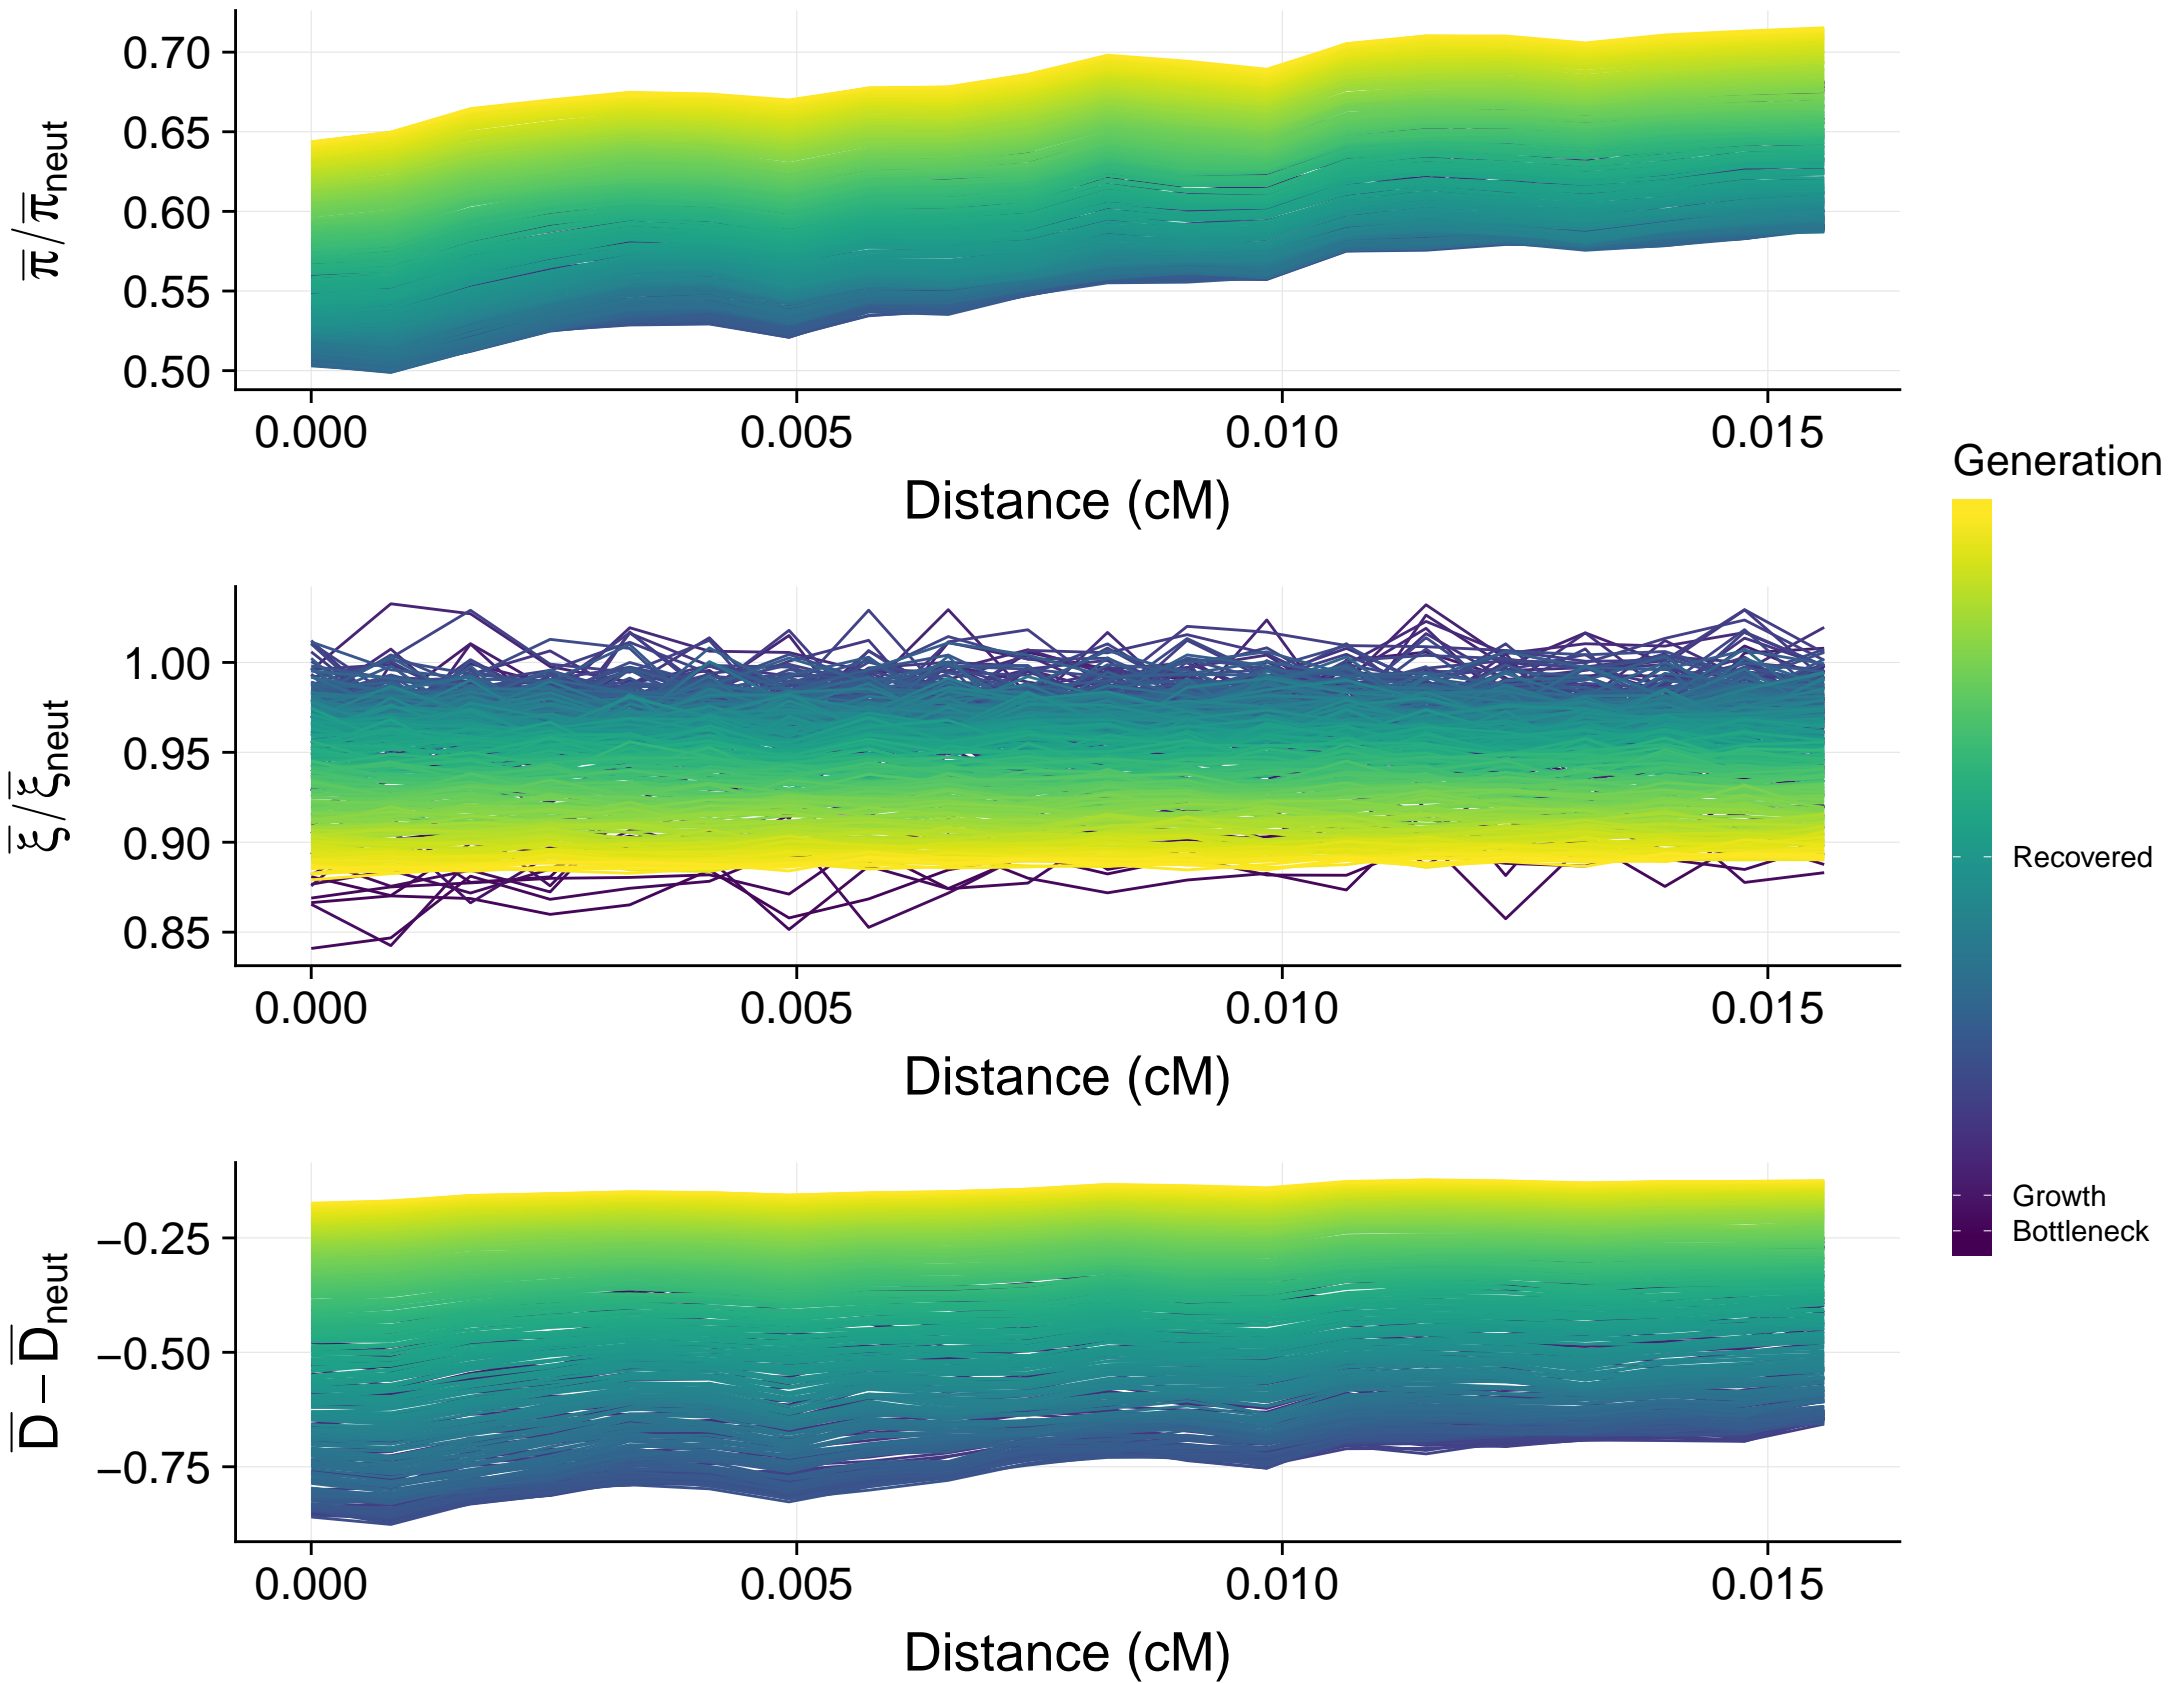 π̅/π̅neut
0.70
0.65
0.60
0.55
0.50
0.000 0.005 0.010 0.015
Distance (cM)
ξ̅/ξ̅neut
1.00
0.95
0.90
0.85
0.000 0.005 0.010 0.015
Distance (cM)
D̅−D̅neut
−0.25
−0.50
−0.75
0.000 0.005 0.010 0.015
Distance (cM)
Generation
Recovered
Growth
Bottleneck